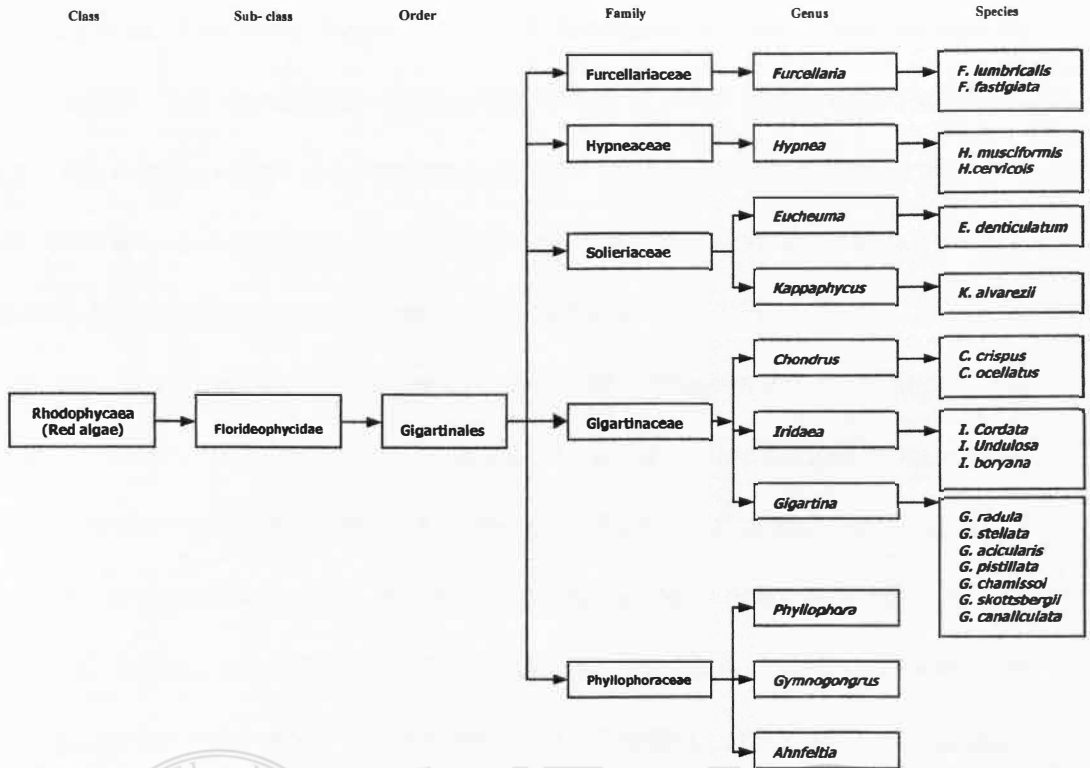 Class Sub- class Order Family Genus Species
Furcellariaceae Furcellaria F. lumbricalis
F. fastigiata
Hypneaceae Hypnea H. musciformis
H.cervicois
Solieriaceae
Eucheuma E. denticulatum
Kappaphycus K. alvarezii
Chondrus C. crispus
C. ocellatus
Rhodophycaea
(Red algae)
Florideophycidae
Gigartinales
Gigartinaceae
Iridaea I. Cordata
I. Undulosa
I. boryana
Gigartina G. radula
G. stellata
G. acicularis
G. pistillata
G. chamissoi
G. skottsbergii
G. canaliculata
Phyllophoraceae
Phyllophora
Gymnogongrus
Ahnfeltia